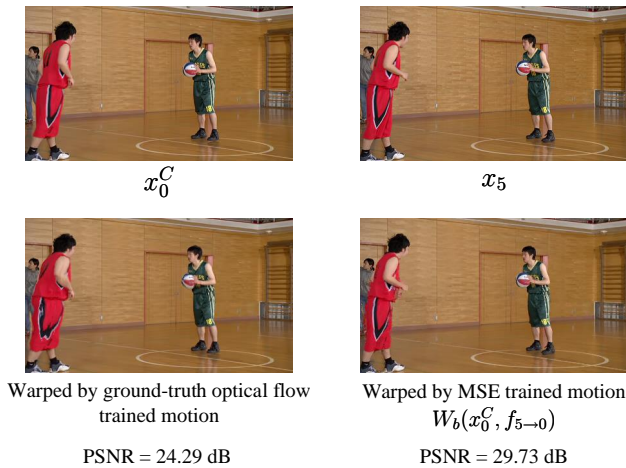 x_0^C
x_5
Warped by ground-truth optical flow
trained motion
PSNR = 24.29 dB
Warped by MSE trained motion
W_b(x_0^C, f_{5→0})
PSNR = 29.73 dB